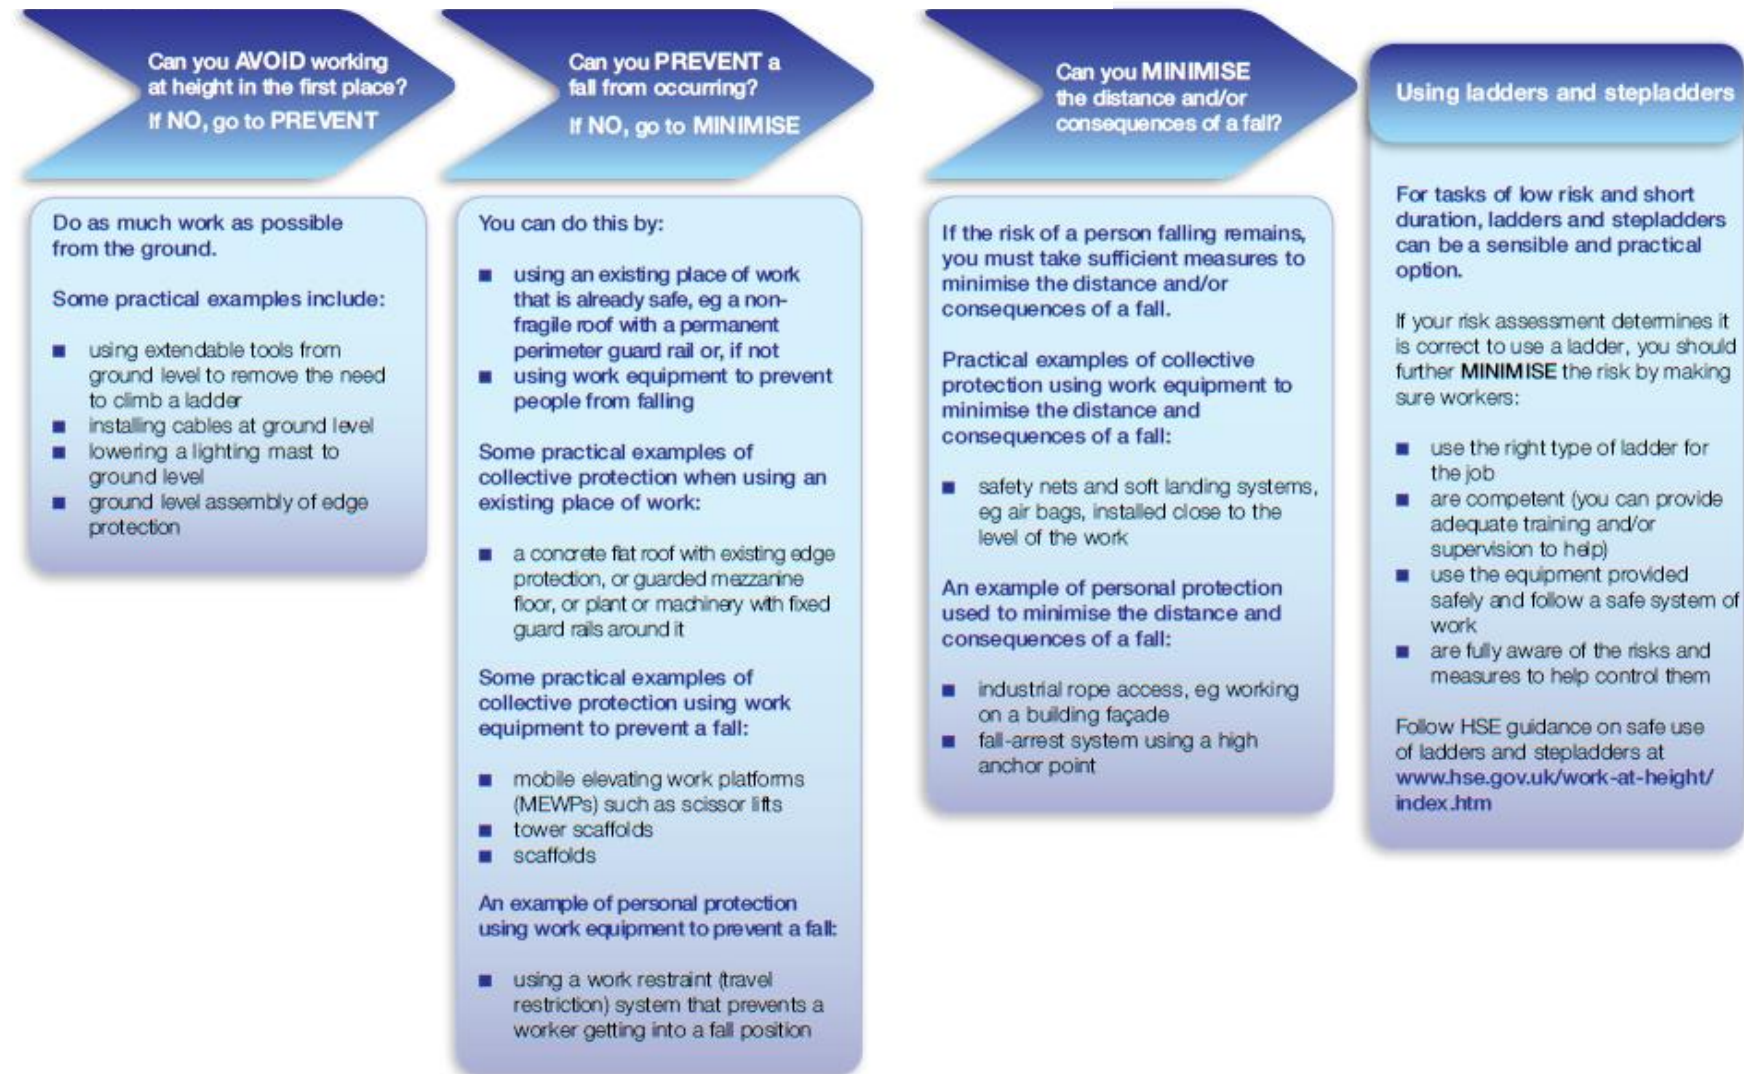 Can you AVOID working
at height in the first place?
If NO, go to PREVENT
Do as much work as possible
from the ground.
Some practical examples include:
■ using extendable tools from
ground level to remove the need
to climb a ladder
■ installing cables at ground level
■ lowering a lighting mast to
ground level
■ ground level assembly of edge
protection
Can you PREVENT a
fall from occurring?
If NO, go to MINIMISE
You can do this by:
■ using an existing place of work
that is already safe, eg a non-
fragile roof with a permanent
perimeter guard rail or, if not
■ using work equipment to prevent
people from falling
Some practical examples of
collective protection when using an
existing place of work:
■ a concrete flat roof with existing edge
protection, or guarded mezzanine
floor, or plant or machinery with fixed
guard rails around it
Some practical examples of
collective protection using work
equipment to prevent a fall:
■ mobile elevating work platforms
(MEWPs) such as scissor lifts
■ tower scaffolds
■ scaffolds
An example of personal protection
using work equipment to prevent a fall:
■ using a work restraint (travel
restriction) system that prevents a
worker getting into a fall position
Can you MINIMISE
the distance and/or
consequences of a fall?
If the risk of a person falling remains,
you must take sufficient measures to
minimise the distance and/or
consequences of a fall.
Practical examples of collective
protection using work equipment to
minimise the distance and
consequences of a fall:
■ safety nets and soft landing systems,
eg air bags, installed close to the
level of the work
An example of personal protection
used to minimise the distance and
consequences of a fall:
■ industrial rope access, eg working
on a building façade
■ fall-arrest system using a high
anchor point
Using ladders and stepladders
For tasks of low risk and short
duration, ladders and stepladders
can be a sensible and practical
option.
If your risk assessment determines it
is correct to use a ladder, you should
further MINIMISE the risk by making
sure workers:
■ use the right type of ladder for
the job
■ are competent (you can provide
adequate training and/or
supervision to help)
■ use the equipment provided
safely and follow a safe system of
work
■ are fully aware of the risks and
measures to help control them
Follow HSE guidance on safe use
of ladders and stepladders at
www.hse.gov.uk/work-at-height/
index.htm